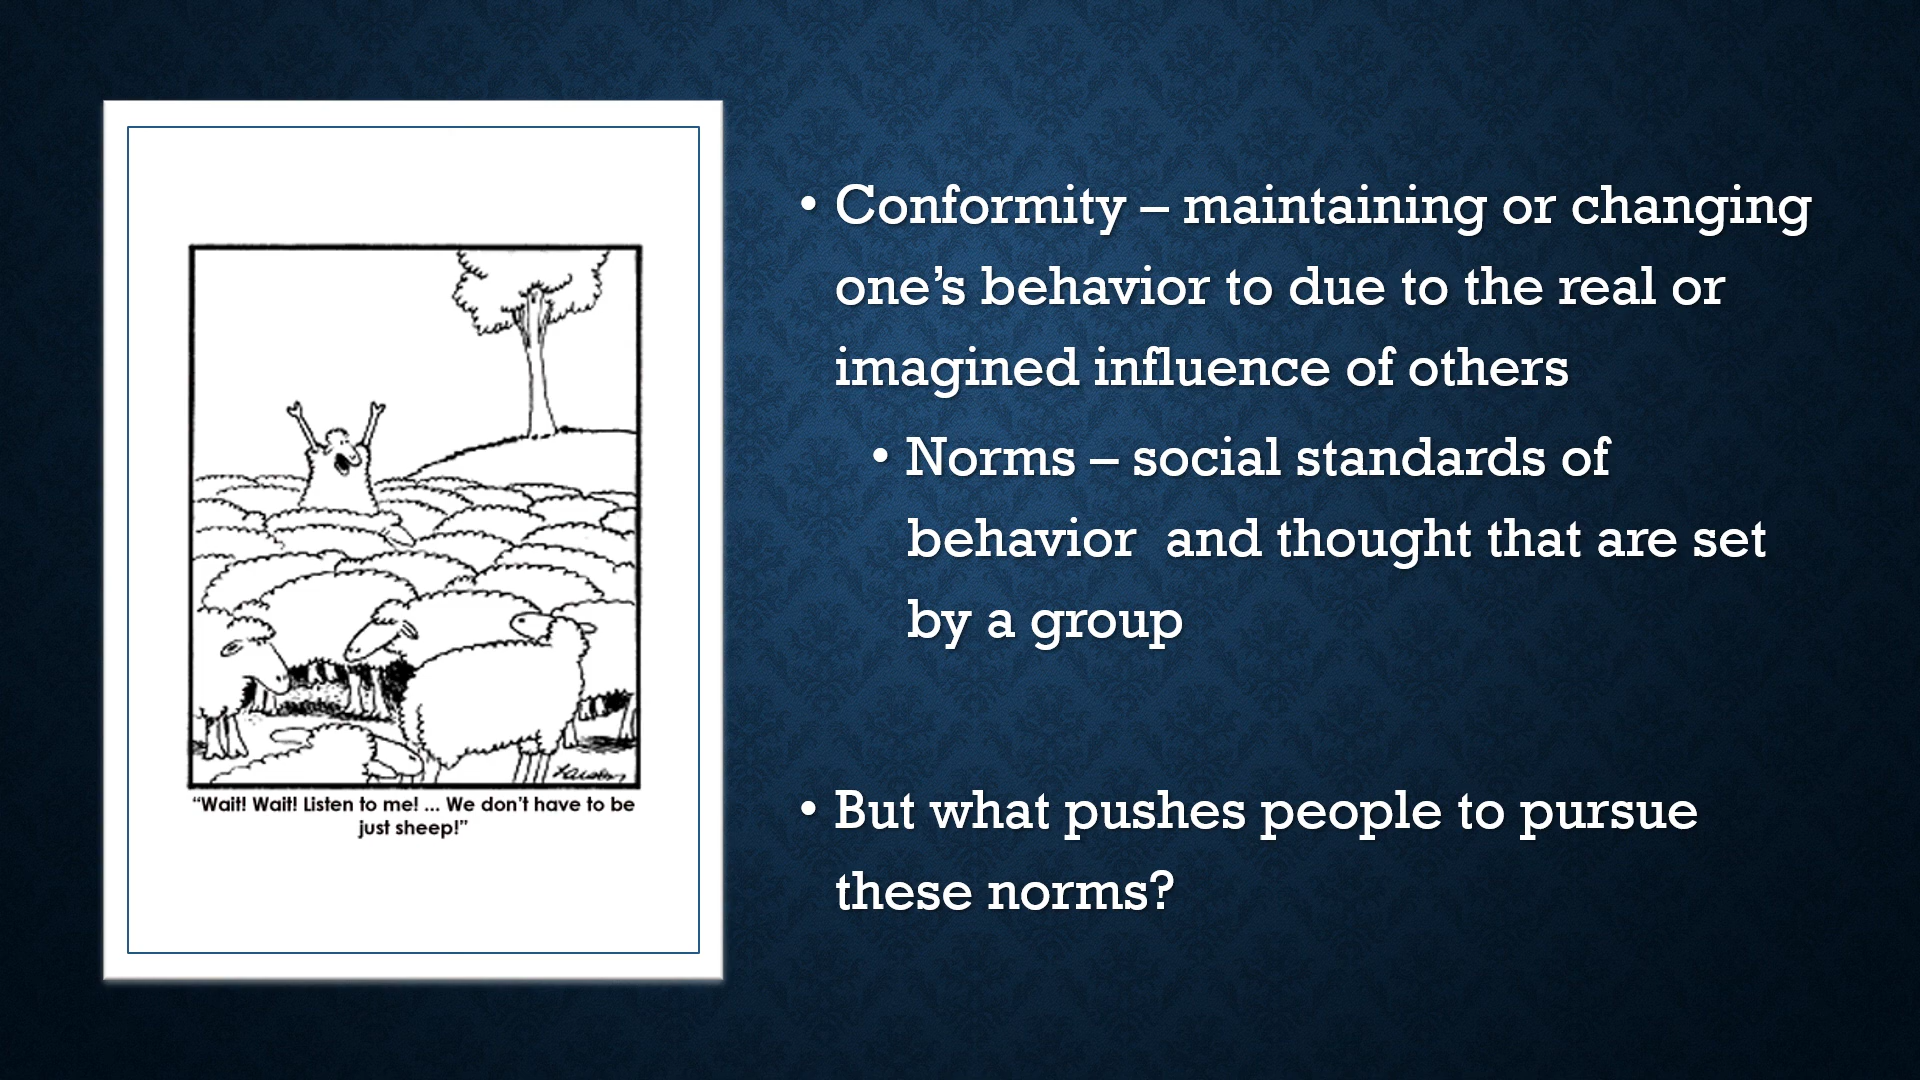 "Wait! Wait! Listen to me! ... We don't have to be
just sheep!"
Larson
• Conformity – maintaining or changing
one’s behavior to due to the real or
imagined influence of others
• Norms – social standards of
behavior  and thought that are set
by a group
• But what pushes people to pursue
these norms?